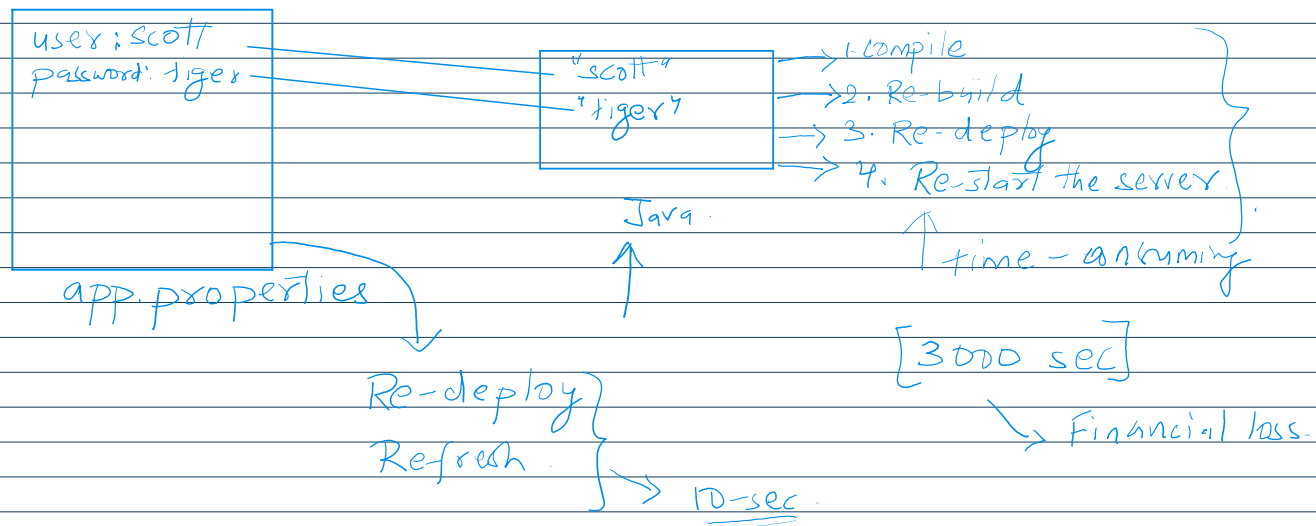 user : scott
password: tiger
app.properties
"scott"
"tiger"
Java.
1. compile
2. Re-build
3. Re-deploy
4. Re-start the server.
time - consuming
[3000 sec]
Financial loss.
Re-deploy
Refresh.
10-sec.